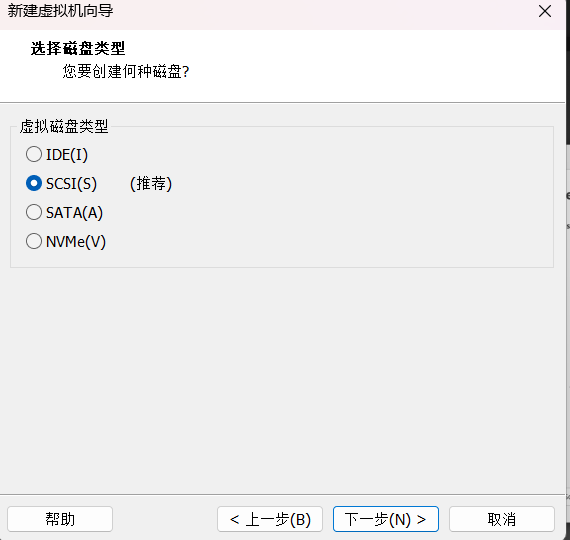 新建虚拟机向导
选择磁盘类型
您要创建何种磁盘?
虚拟磁盘类型
IDE(I)
SCSI(S) (推荐)
SATA(A)
NVMe(V)
帮助 < 上一步(B) 下一步(N) > 取消